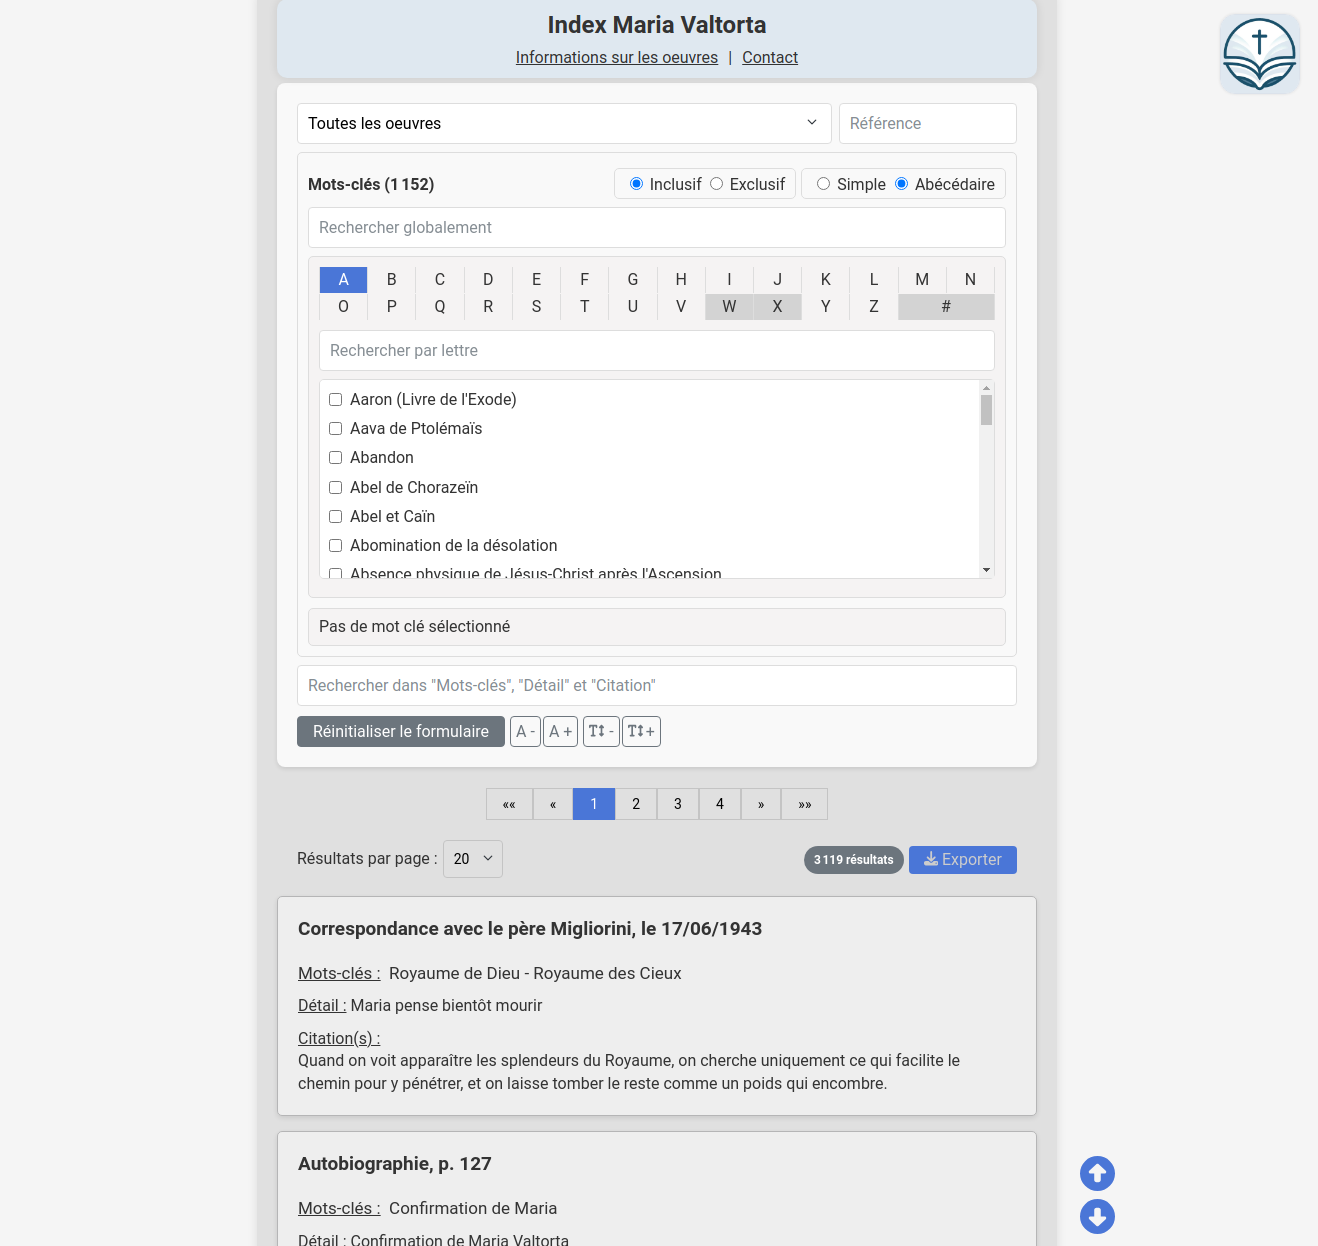 Index Maria Valtorta
Informations sur les oeuvres | Contact
Toutes les oeuvres
Référence
Mots-clés (1 152)
Inclusif Exclusif
Simple Abécédaire
Rechercher globalement
A B C D E F G H I J K L M N
O P Q R S T U V W X Y Z #
Rechercher par lettre
Aaron (Livre de l'Exode)
Aava de Ptolémaïs
Abandon
Abel de Chorazeïn
Abel et Caïn
Abomination de la désolation
Absence physique de Jésus-Christ après l'Ascension
Pas de mot clé sélectionné
Rechercher dans "Mots-clés", "Détail" et "Citation"
Réinitialiser le formulaire A - A + T - T +
«« « 1 2 3 4 » »»
Résultats par page : 20
3 119 résultats
Exporter
Correspondance avec le père Migliorini, le 17/06/1943
Mots-clés : Royaume de Dieu - Royaume des Cieux
Détail : Maria pense bientôt mourir
Citation(s) :
Quand on voit apparaître les splendeurs du Royaume, on cherche uniquement ce qui facilite le
chemin pour y pénétrer, et on laisse tomber le reste comme un poids qui encombre.
Autobiographie, p. 127
Mots-clés : Confirmation de Maria
Détail : Confirmation de Maria Valtorta